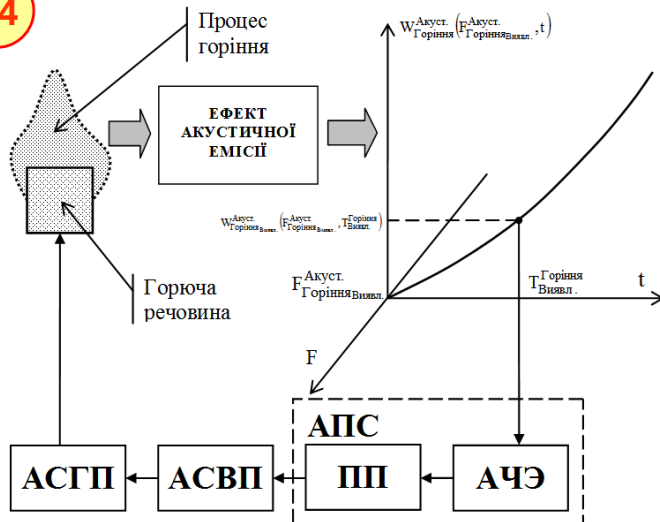 4
Процес
горіння
ЕФЕКТ
АКУСТИЧНОЇ
ЕМІСІЇ
W^Акуст._Горіння(F^Акуст._Горіння_Виявл., t)
W^Акуст._Горіння_Виявл.(F^Акуст._Горіння_Виявл., T^Горіння_Виявл.)
F^Акуст._Горіння_Виявл.
T^Горіння_Виявл.
t
Горюча
речовина
F
АПС
АСГП
АСВП
ПП
АЧЭ